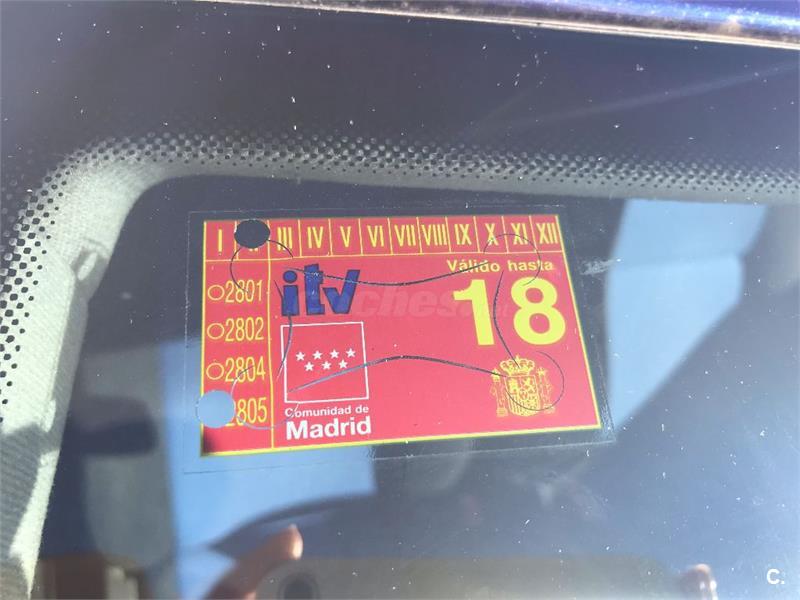 I II III IV V VI VII VIII IX X XI XII
Válido hasta
2801
itv
18
2802
2804
Comunidad de
2805
Madrid
C.